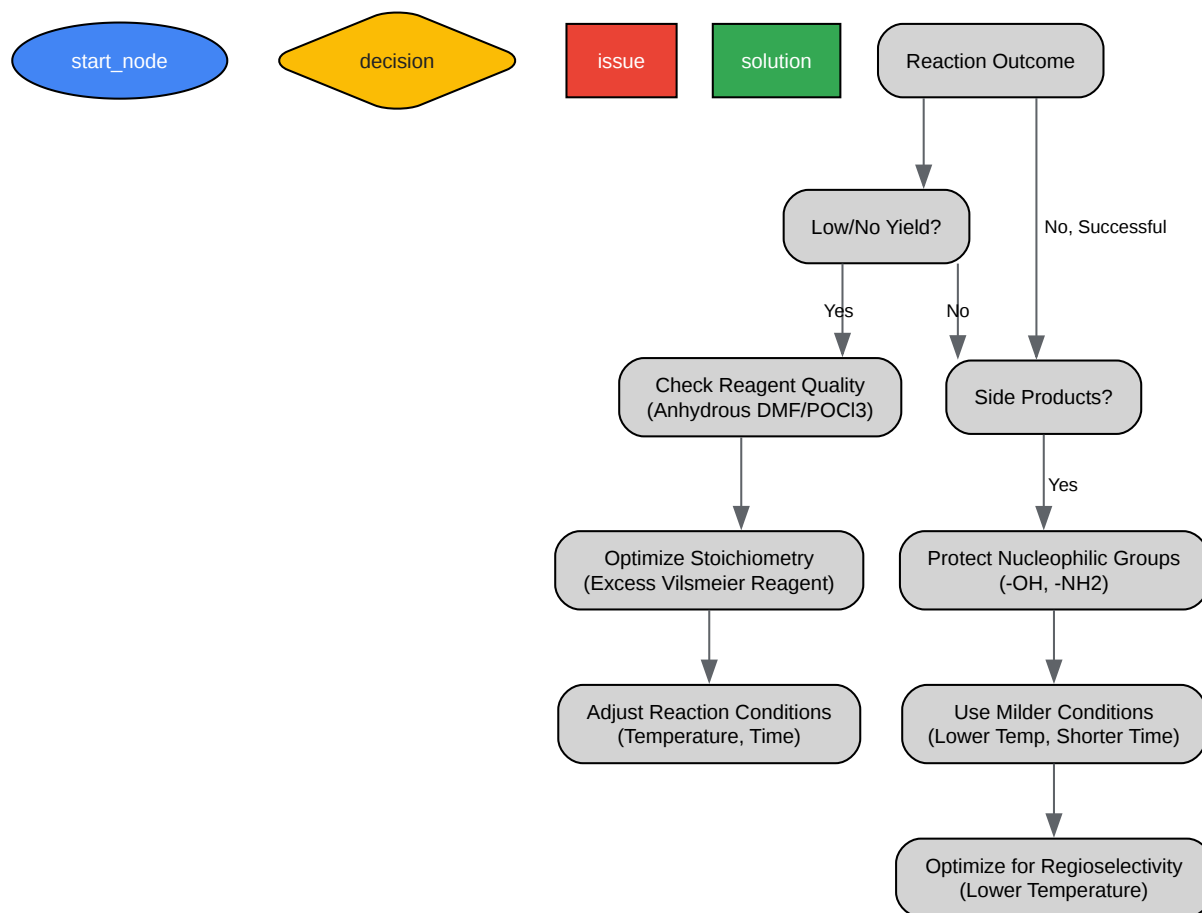 start_node
decision
issue
solution
Reaction Outcome
Low/No Yield?
No, Successful
Yes
No
Check Reagent Quality
(Anhydrous DMF/POCl3)
Side Products?
Yes
Optimize Stoichiometry
(Excess Vilsmeier Reagent)
Protect Nucleophilic Groups
(-OH, -NH2)
Adjust Reaction Conditions
(Temperature, Time)
Use Milder Conditions
(Lower Temp, Shorter Time)
Optimize for Regioselectivity
(Lower Temperature)